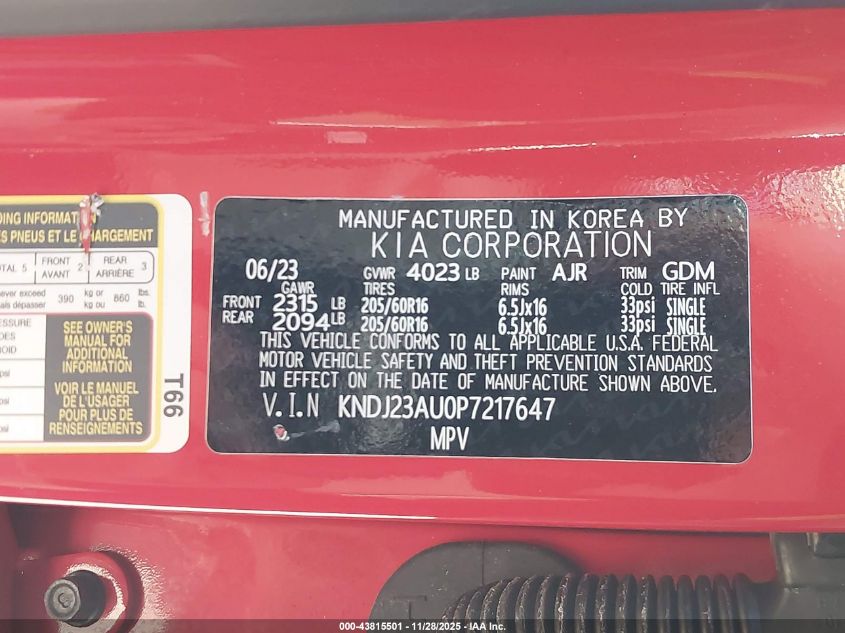 DING INFORMATION
ES PNEUS ET LE CHARGEMENT
OTAL 5 FRONT AVANT 2 REAR ARRIÈRE 3
never exceed
ais dépasser 390 kg or kg ou 860 lbs. lb.
SEE OWNER'S
MANUAL FOR
ADDITIONAL
INFORMATION
VOIR LE MANUEL
DE L'USAGER
POUR PLUS DE
RENSEIGNEMENTS
T66
MANUFACTURED IN KOREA BY
KIA CORPORATION
06/23 GVWR 4023 LB PAINT AJR TRIM GDM
GAWR TIRES RIMS COLD TIRE INFL
FRONT 2315 LB 205/60R16 6.5Jx16 33psi SINGLE
REAR 2094 LB 205/60R16 6.5Jx16 33psi SINGLE
THIS VEHICLE CONFORMS TO ALL APPLICABLE U.S.A. FEDERAL
MOTOR VEHICLE SAFETY AND THEFT PREVENTION STANDARDS
IN EFFECT ON THE DATE OF MANUFACTURE SHOWN ABOVE.
V.I.N KNDJ23AU0P7217647
MPV
000-43815501 | 11/28/2025 | IAA Inc.